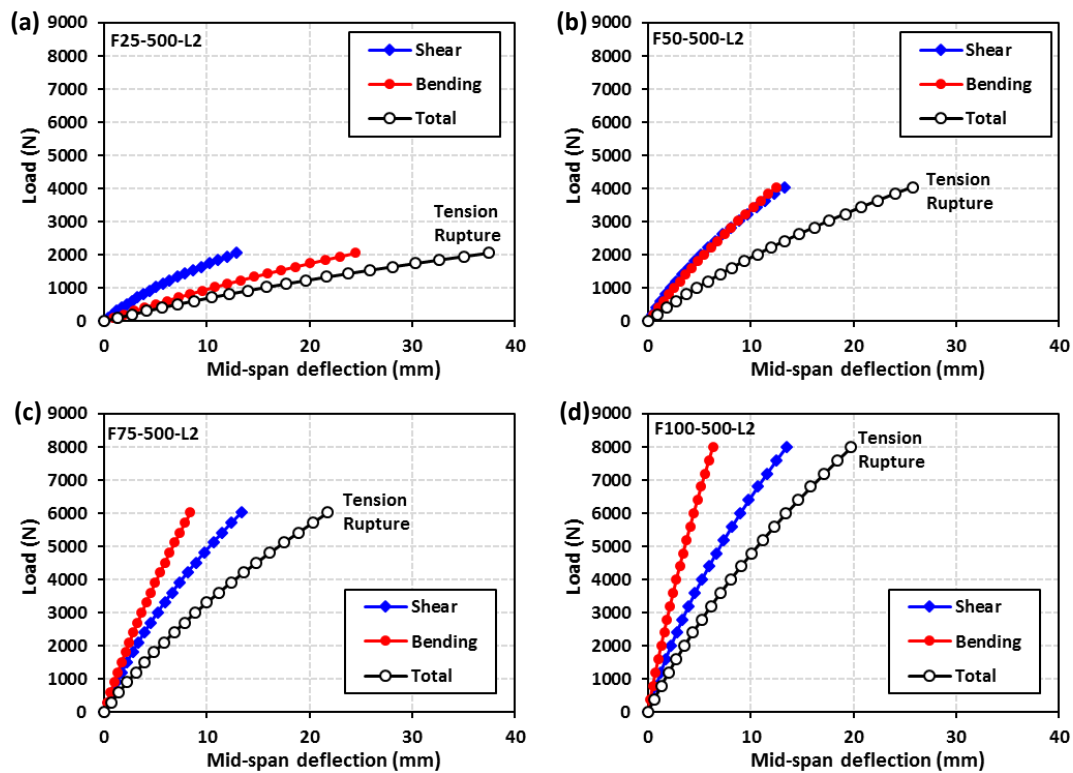 (a)
F25-500-L2
9000
8000
7000
6000
5000
4000
3000
2000
1000
0
Load (N)
Shear
Bending
Total
Tension
Rupture
0 10 20 30 40
Mid-span deflection (mm)
(b)
F50-500-L2
9000
8000
7000
6000
5000
4000
3000
2000
1000
0
Load (N)
Shear
Bending
Total
Tension
Rupture
0 10 20 30 40
Mid-span deflection (mm)
(c)
F75-500-L2
9000
8000
7000
6000
5000
4000
3000
2000
1000
0
Load (N)
Tension
Rupture
Shear
Bending
Total
0 10 20 30 40
Mid-span deflection (mm)
(d)
F100-500-L2
9000
8000
7000
6000
5000
4000
3000
2000
1000
0
Load (N)
Tension
Rupture
Shear
Bending
Total
0 10 20 30 40
Mid-span deflection (mm)